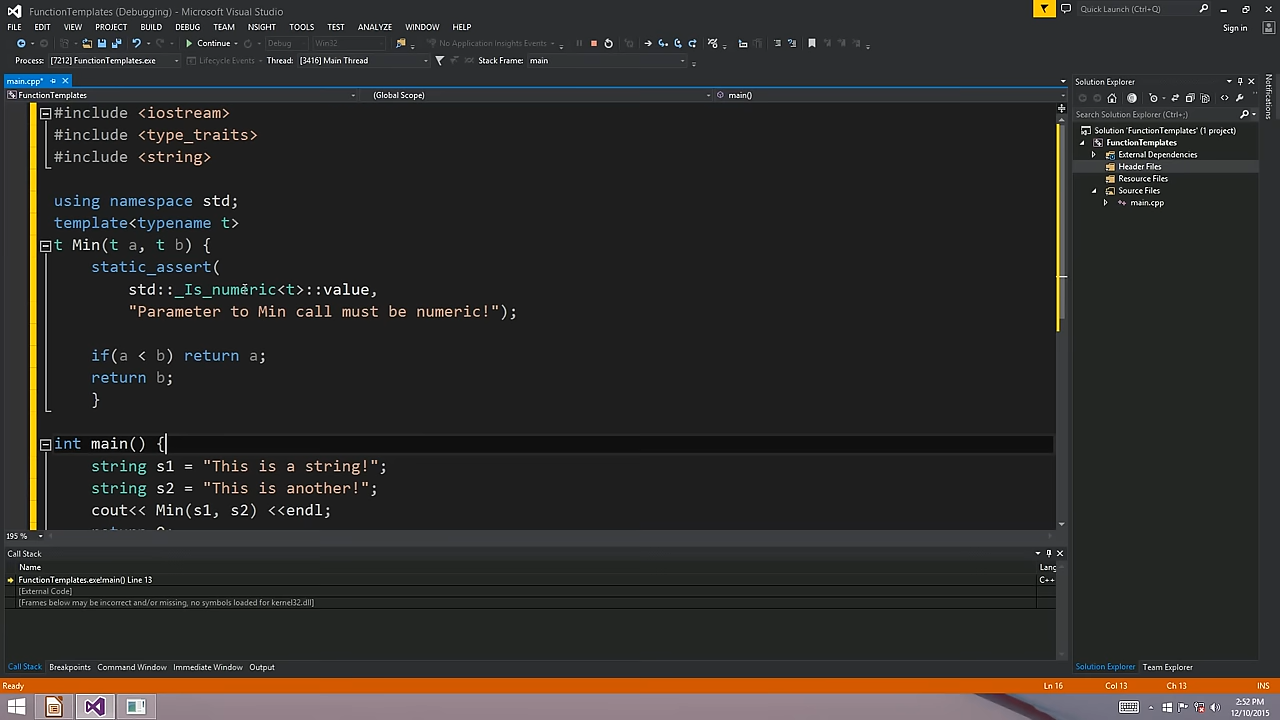 FunctionTemplates (Debugging) - Microsoft Visual Studio
Quick Launch (Ctrl+Q)
FILE EDIT VIEW PROJECT BUILD DEBUG TEAM NSIGHT TOOLS TEST ANALYZE WINDOW HELP
Sign in
Continue Debug Win32 No Application Insights Events
Process: [7212] FunctionTemplates.exe Lifecycle Events Thread: [3416] Main Thread Stack Frame: main
main.cpp*
FunctionTemplates (Global Scope) main()
#include <iostream>
#include <type_traits>
#include <string>
using namespace std;
template<typename t>
t Min(t a, t b) {
static_assert(
std::_Is_numeric<t>::value,
"Parameter to Min call must be numeric!");
if(a < b) return a;
return b;
}
int main() {
string s1 = "This is a string!";
string s2 = "This is another!";
cout<< Min(s1, s2) <<endl;
195 %
Solution Explorer
Search Solution Explorer (Ctrl+;)
Solution 'FunctionTemplates' (1 project)
FunctionTemplates
External Dependencies
Header Files
Resource Files
Source Files
main.cpp
Notifications
Call Stack
Name Lang
FunctionTemplates.exe!main() Line 13 C++
[External Code]
[Frames below may be incorrect and/or missing, no symbols loaded for kernel32.dll]
Call Stack Breakpoints Command Window Immediate Window Output
Solution Explorer Team Explorer
Ready Ln 16 Col 13 Ch 13 INS
2:52 PM
12/10/2015